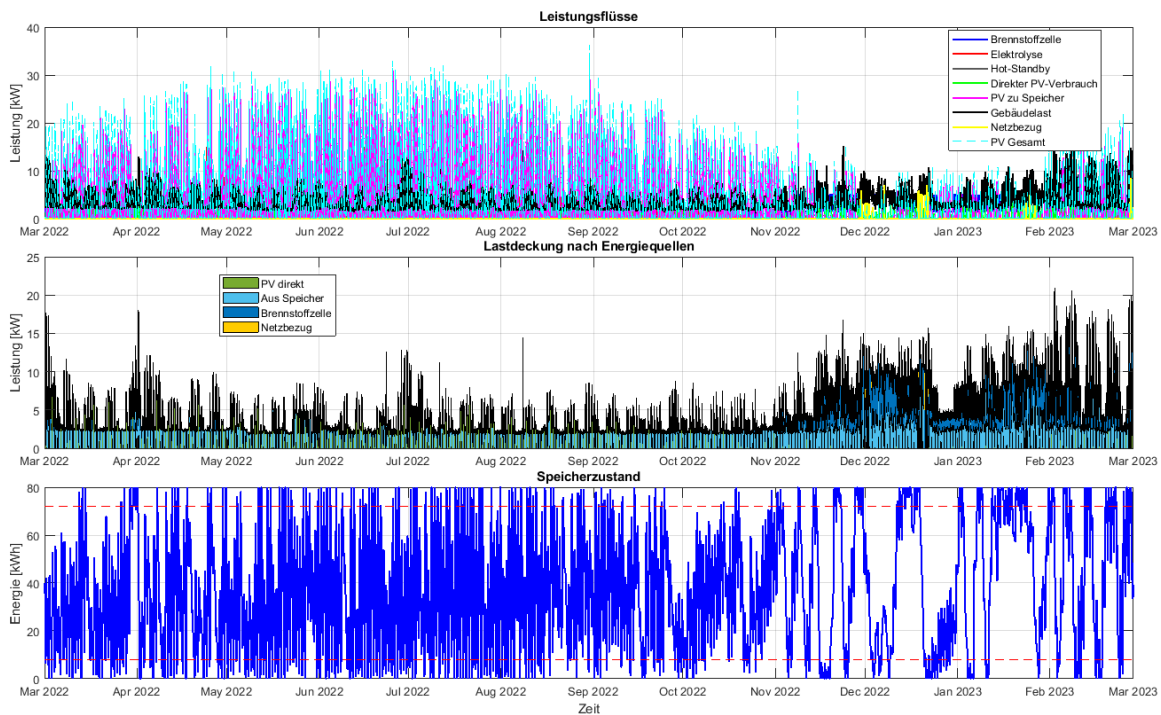 Leistungsflüsse
40
30
20
10
0
Leistung [kW]
Brennstoffzelle
Elektrolyse
Hot-Standby
Direkter PV-Verbrauch
PV zu Speicher
Gebäudelast
Netzbezug
PV Gesamt
Mar 2022 Apr 2022 May 2022 Jun 2022 Jul 2022 Aug 2022 Sep 2022 Oct 2022 Nov 2022 Dec 2022 Jan 2023 Feb 2023 Mar 2023
Lastdeckung nach Energiequellen
25
20
15
10
5
0
Leistung [kW]
PV direkt
Aus Speicher
Brennstoffzelle
Netzbezug
Mar 2022 Apr 2022 May 2022 Jun 2022 Jul 2022 Aug 2022 Sep 2022 Oct 2022 Nov 2022 Dec 2022 Jan 2023 Feb 2023 Mar 2023
Speicherzustand
80
60
40
20
0
Energie [kWh]
Mar 2022 Apr 2022 May 2022 Jun 2022 Jul 2022 Aug 2022 Sep 2022 Oct 2022 Nov 2022 Dec 2022 Jan 2023 Feb 2023 Mar 2023
Zeit